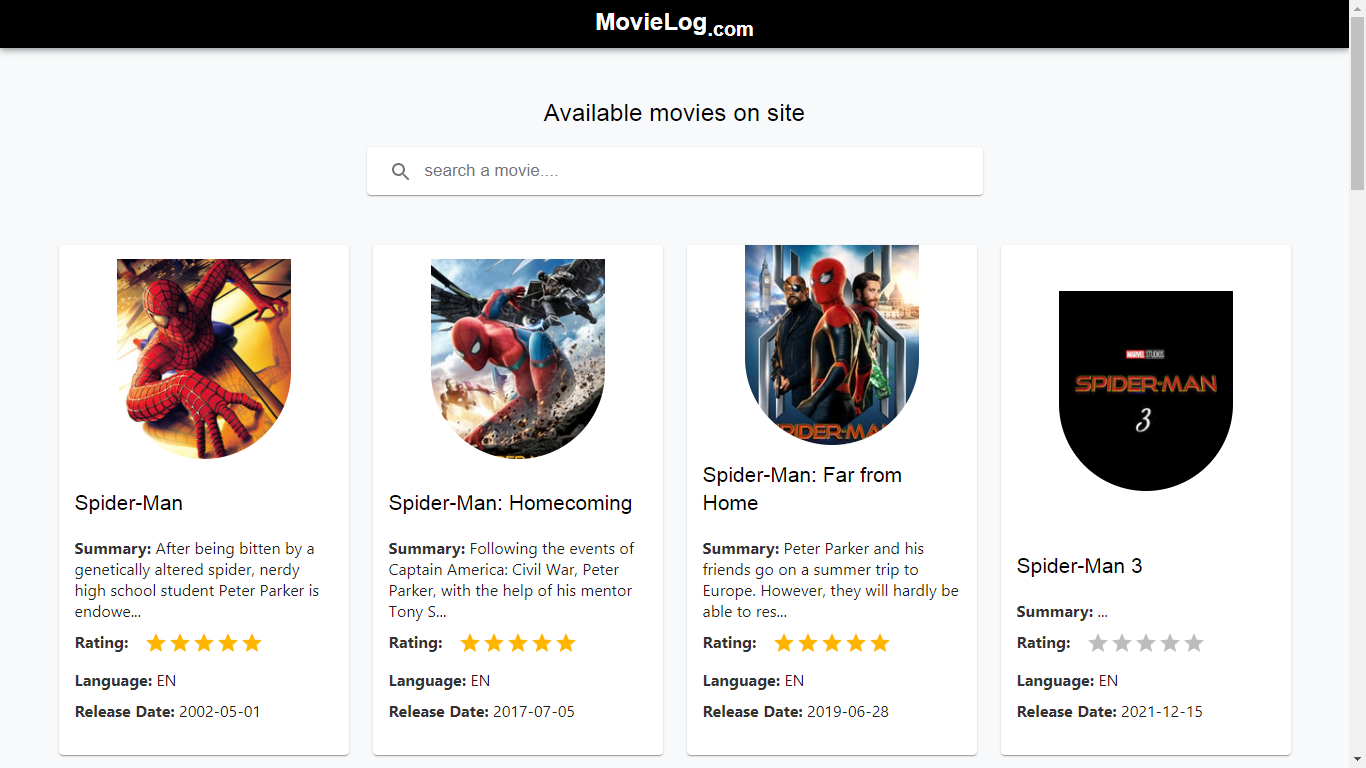 MovieLog.com
Available movies on site
search a movie....
Spider-Man
Summary: After being bitten by a
genetically altered spider, nerdy
high school student Peter Parker is
endowe...
Rating:
Language: EN
Release Date: 2002-05-01
Spider-Man: Homecoming
Summary: Following the events of
Captain America: Civil War, Peter
Parker, with the help of his mentor
Tony S...
Rating:
Language: EN
Release Date: 2017-07-05
SPIDER-MAN
Spider-Man: Far from
Home
Summary: Peter Parker and his
friends go on a summer trip to
Europe. However, they will hardly be
able to res...
Rating:
Language: EN
Release Date: 2019-06-28
MARVEL STUDIOS
SPIDER-MAN
3
Spider-Man 3
Summary: ...
Rating:
Language: EN
Release Date: 2021-12-15